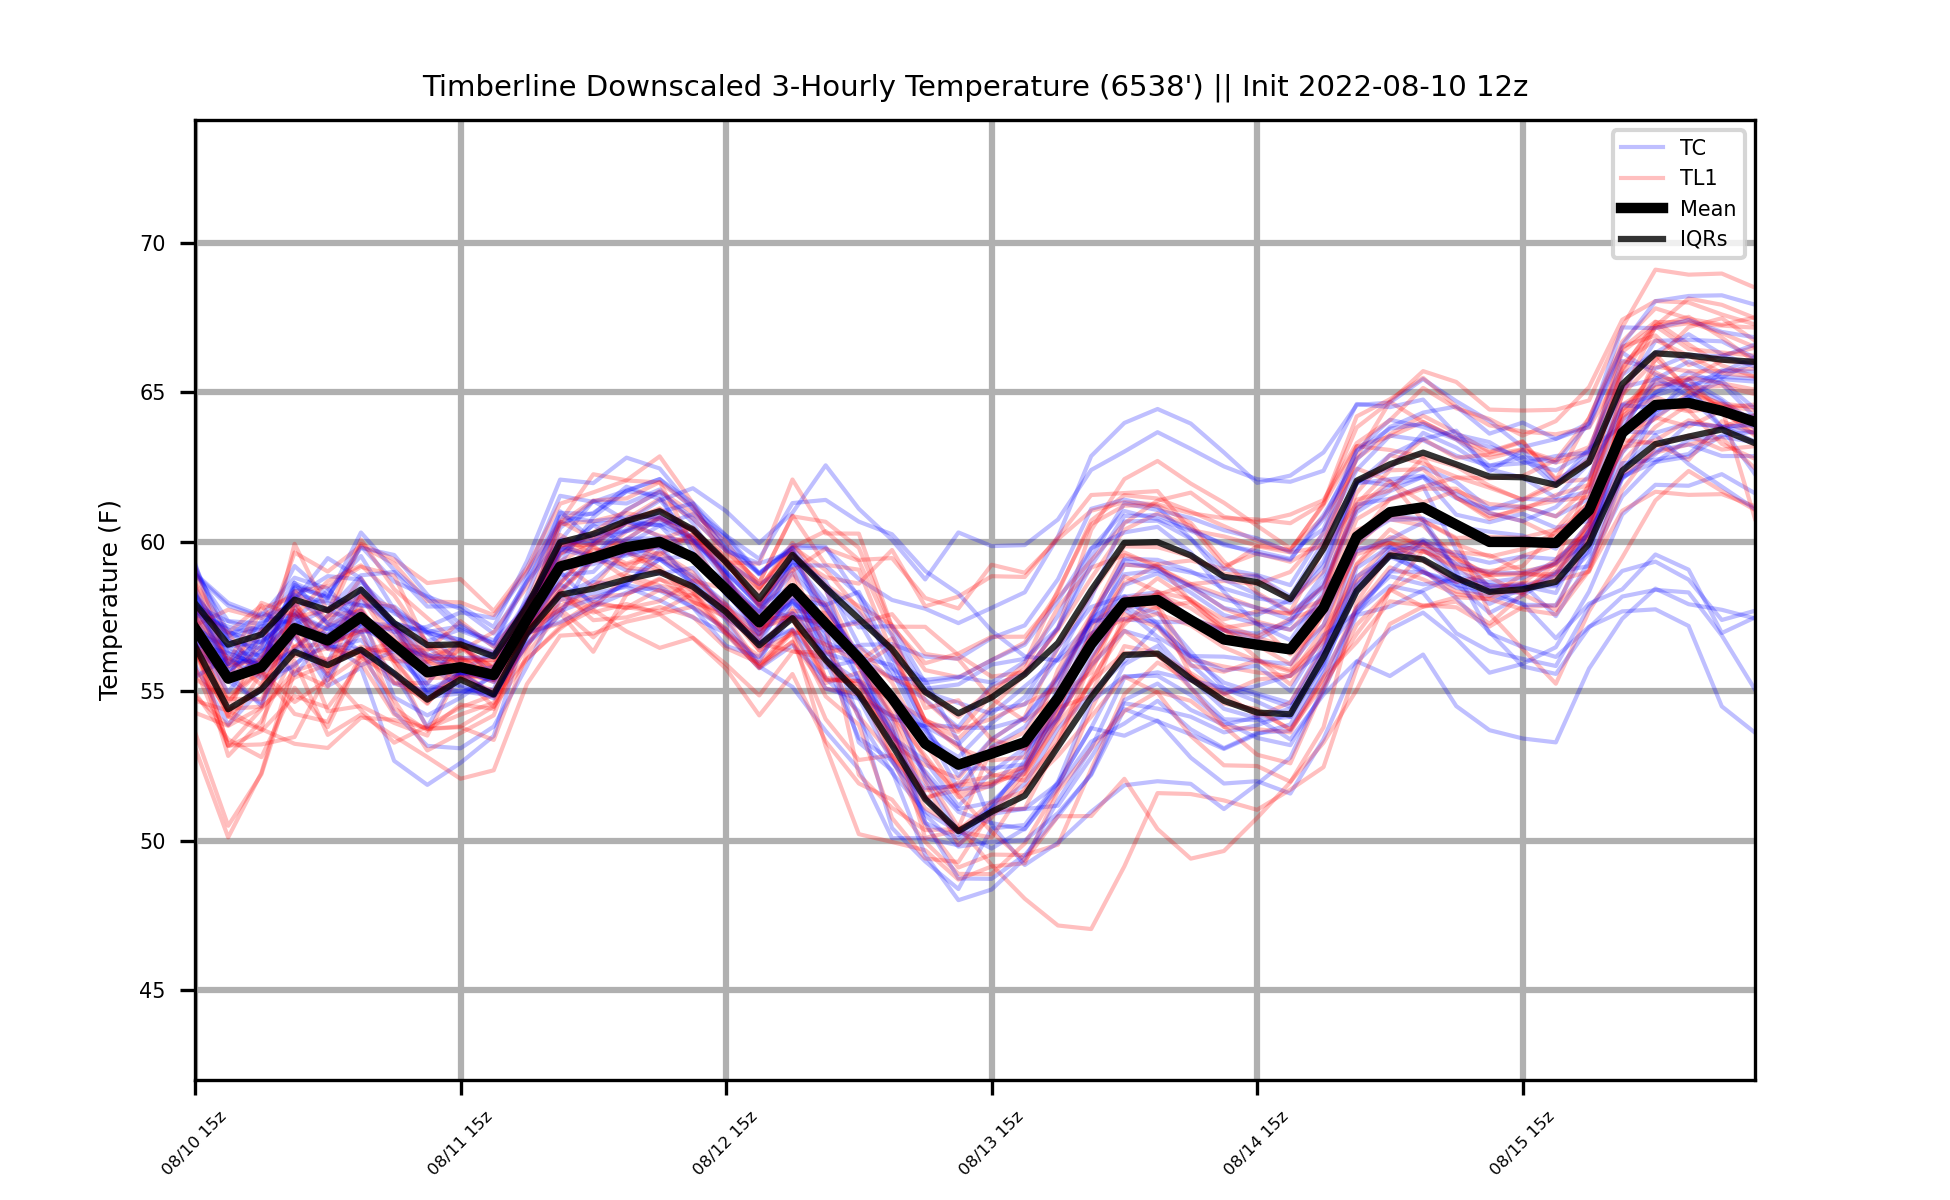 Timberline Downscaled 3-Hourly Temperature (6538') || Init 2022-08-10 12z
TC
TL1
Mean
IQRs
Temperature (F)
70
65
60
55
50
45
08/10 15z
08/11 15z
08/12 15z
08/13 15z
08/14 15z
08/15 15z